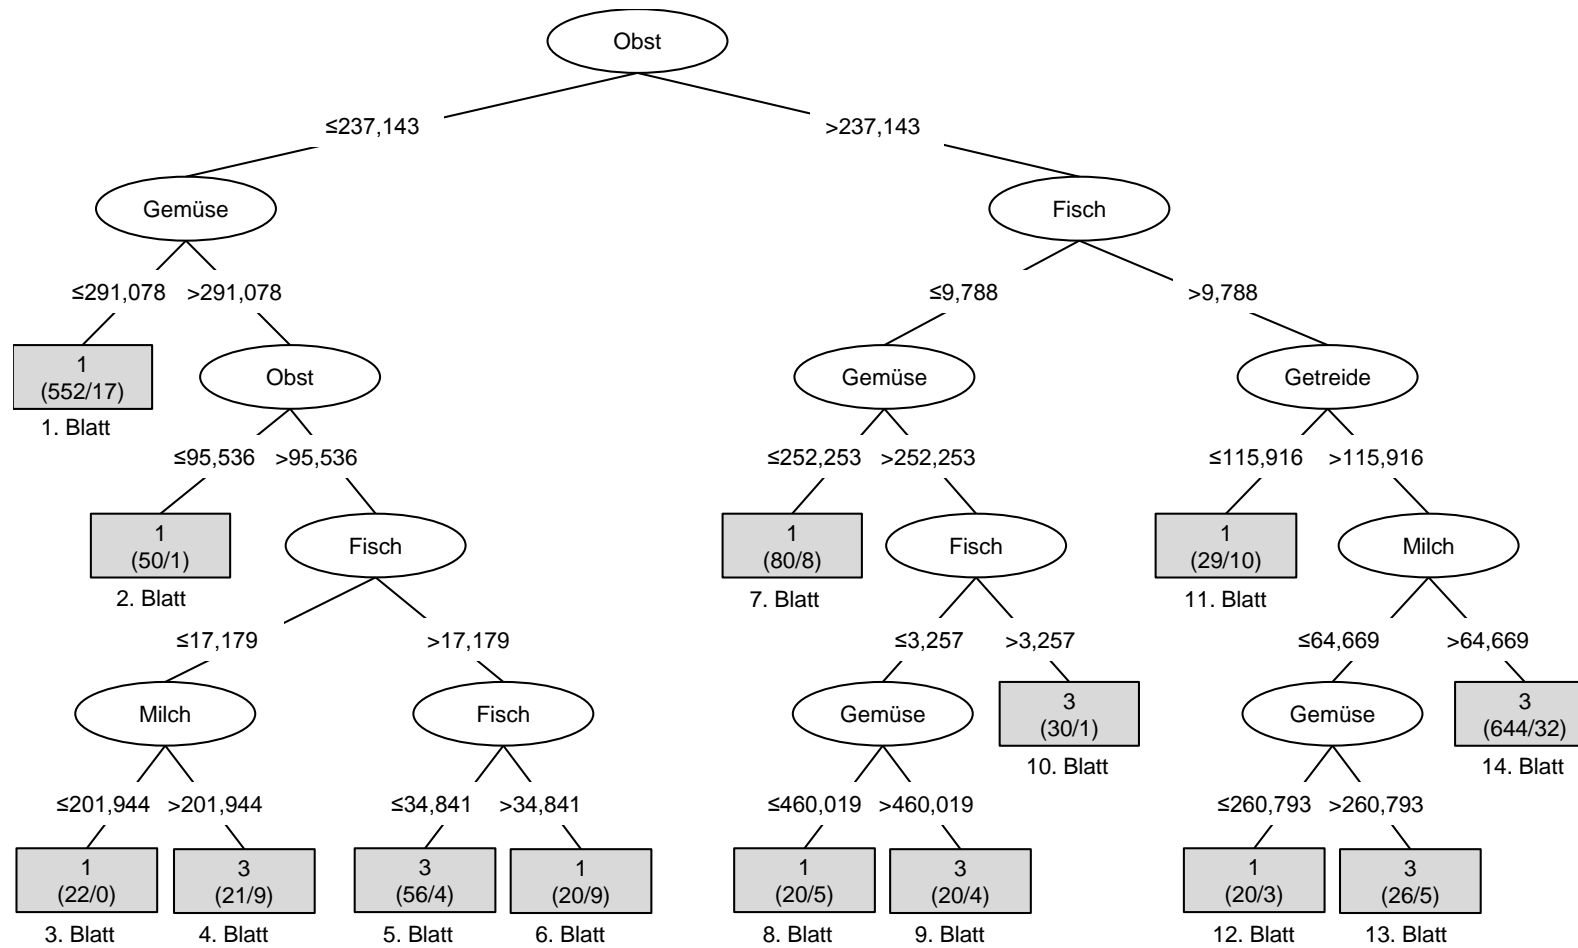 Obst
≤237,143 >237,143
Gemüse Fisch
≤291,078 >291,078 ≤9,788 >9,788
1
(552/17)
1. Blatt
Obst Gemüse Getreide
≤95,536 >95,536 ≤252,253 >252,253 ≤115,916 >115,916
1
(50/1)
2. Blatt
Fisch
1
(80/8)
7. Blatt
Fisch
1
(29/10)
11. Blatt
Milch
≤17,179 >17,179 ≤3,257 >3,257 ≤64,669 >64,669
Milch Fisch Gemüse
3
(30/1)
10. Blatt
Gemüse
3
(644/32)
14. Blatt
≤201,944 >201,944 ≤34,841 >34,841 ≤460,019 >460,019 ≤260,793 >260,793
1
(22/0)
3. Blatt
3
(21/9)
4. Blatt
3
(56/4)
5. Blatt
1
(20/9)
6. Blatt
1
(20/5)
8. Blatt
3
(20/4)
9. Blatt
1
(20/3)
12. Blatt
3
(26/5)
13. Blatt